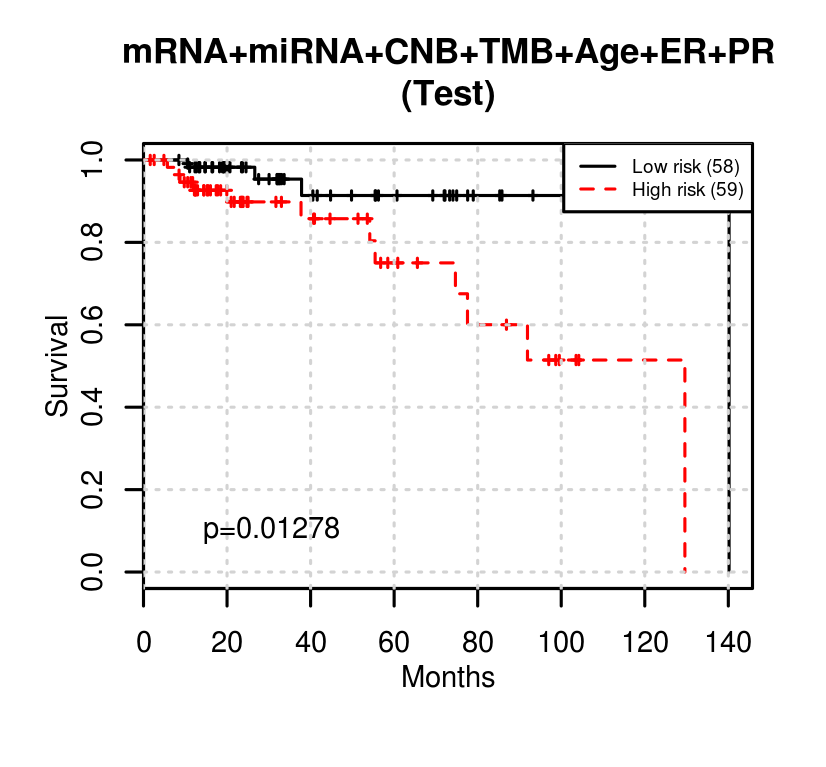 mRNA+miRNA+CNB+TMB+Age+ER+PR
(Test)
Low risk (58)
High risk (59)
Survival
1.0
0.8
0.6
0.4
0.2
0.0
p=0.01278
0 20 40 60 80 100 120 140
Months